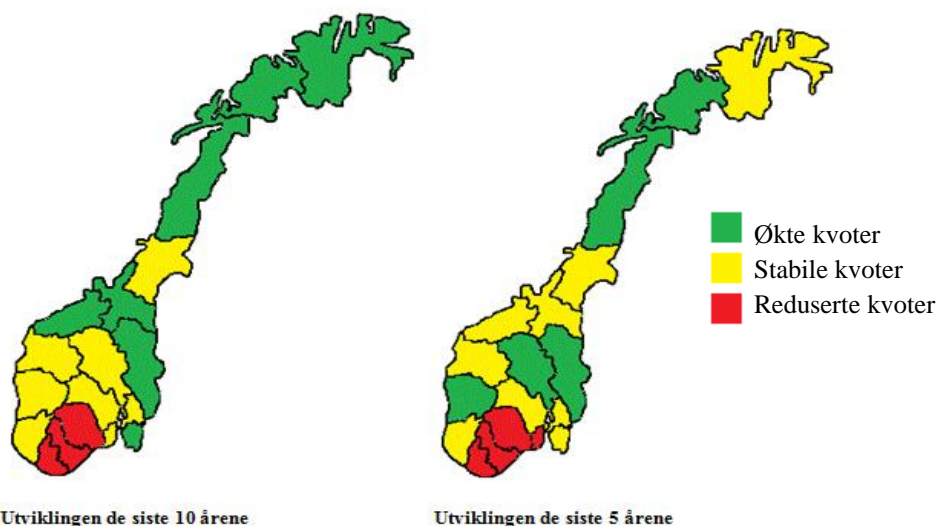 Økte kvoter
Stabile kvoter
Reduserte kvoter
Utviklingen de siste 10 årene
Utviklingen de siste 5 årene